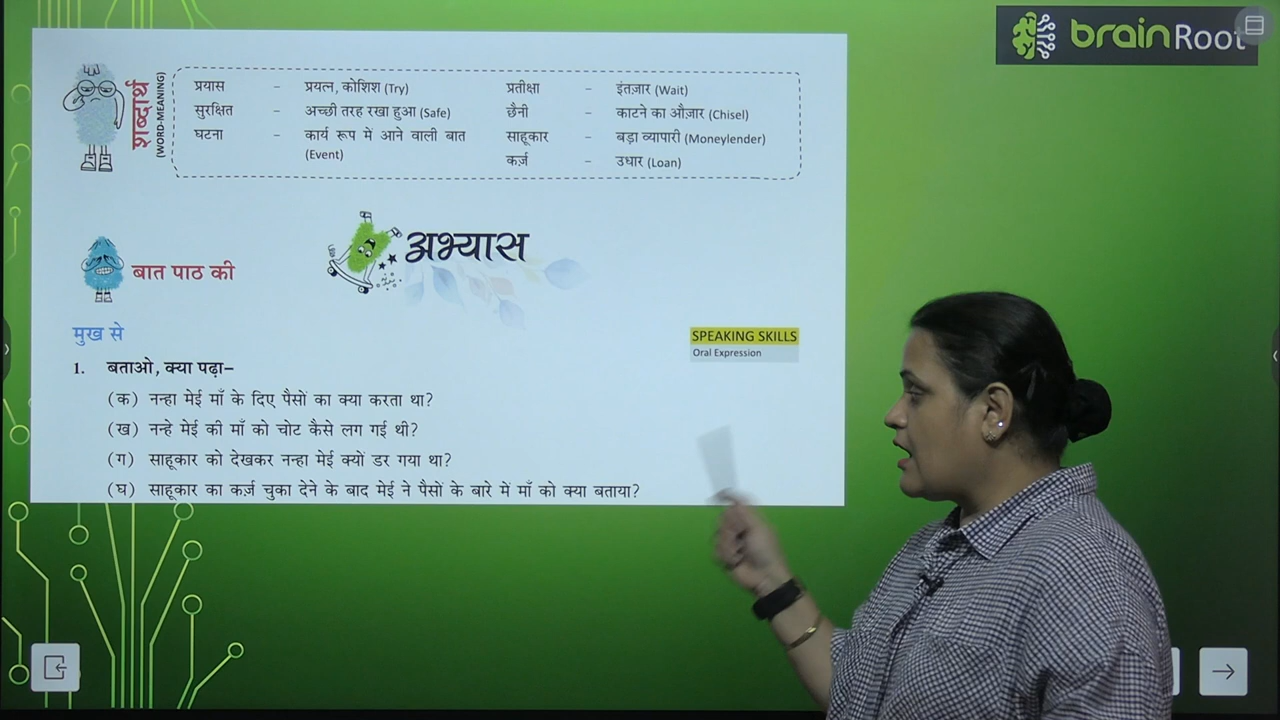 brainRoot
शब्दार्थ
(WORD-MEANING)
प्रयास – प्रयत्न, कोशिश (Try)
सुरक्षित – अच्छी तरह रखा हुआ (Safe)
घटना – कार्य रूप में आने वाली बात
(Event)
प्रतीक्षा – इंतज़ार (Wait)
छैनी – काटने का औज़ार (Chisel)
साहूकार – बड़ा व्यापारी (Moneylender)
कर्ज़ – उधार (Loan)
अभ्यास
बात पाठ की
मुख से
SPEAKING SKILLS
Oral Expression
1. बताओ, क्या पढ़ा–
(क) नन्हा मेई माँ के दिए पैसों का क्या करता था?
(ख) नन्हे मेई की माँ को चोट कैसे लग गई थी?
(ग) साहूकार को देखकर नन्हा मेई क्यों डर गया था?
(घ) साहूकार का कर्ज़ चुका देने के बाद मेई ने पैसों के बारे में माँ को क्या बताया?